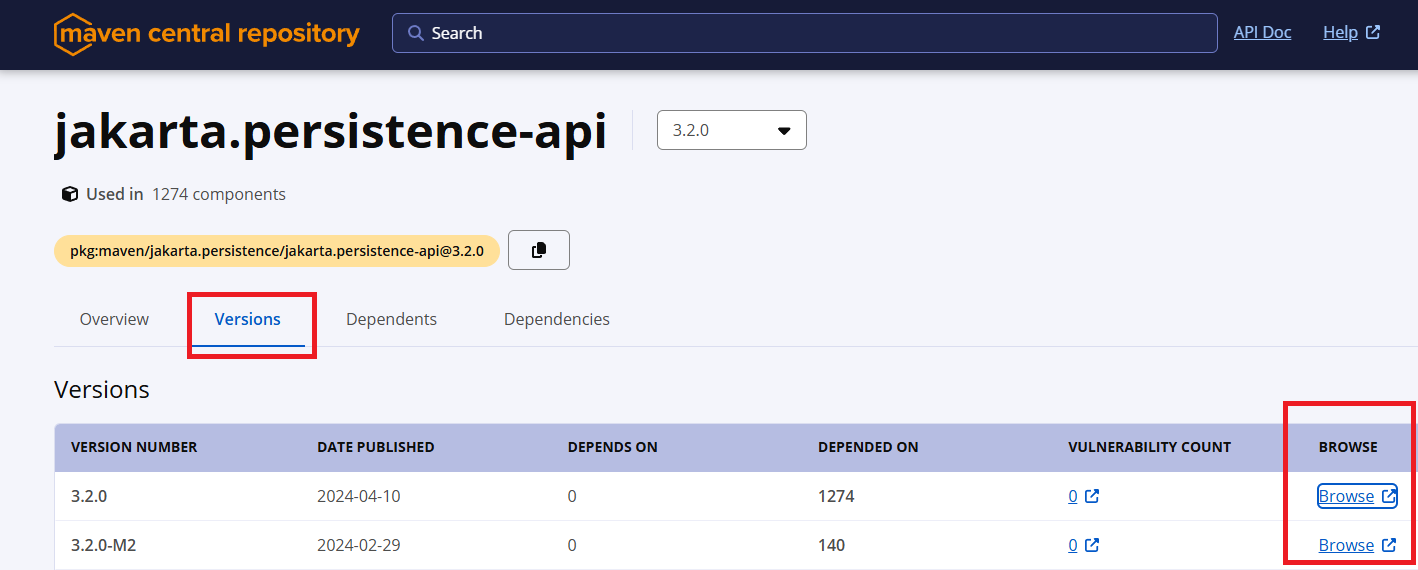 maven central repository
Search
API Doc
Help
jakarta.persistence-api
3.2.0
Used in 1274 components
pkg:maven/jakarta.persistence/jakarta.persistence-api@3.2.0
Overview Versions Dependents Dependencies
Versions
VERSION NUMBER DATE PUBLISHED DEPENDS ON DEPENDED ON VULNERABILITY COUNT BROWSE
3.2.0 2024-04-10 0 1274 0 Browse
3.2.0-M2 2024-02-29 0 140 0 Browse